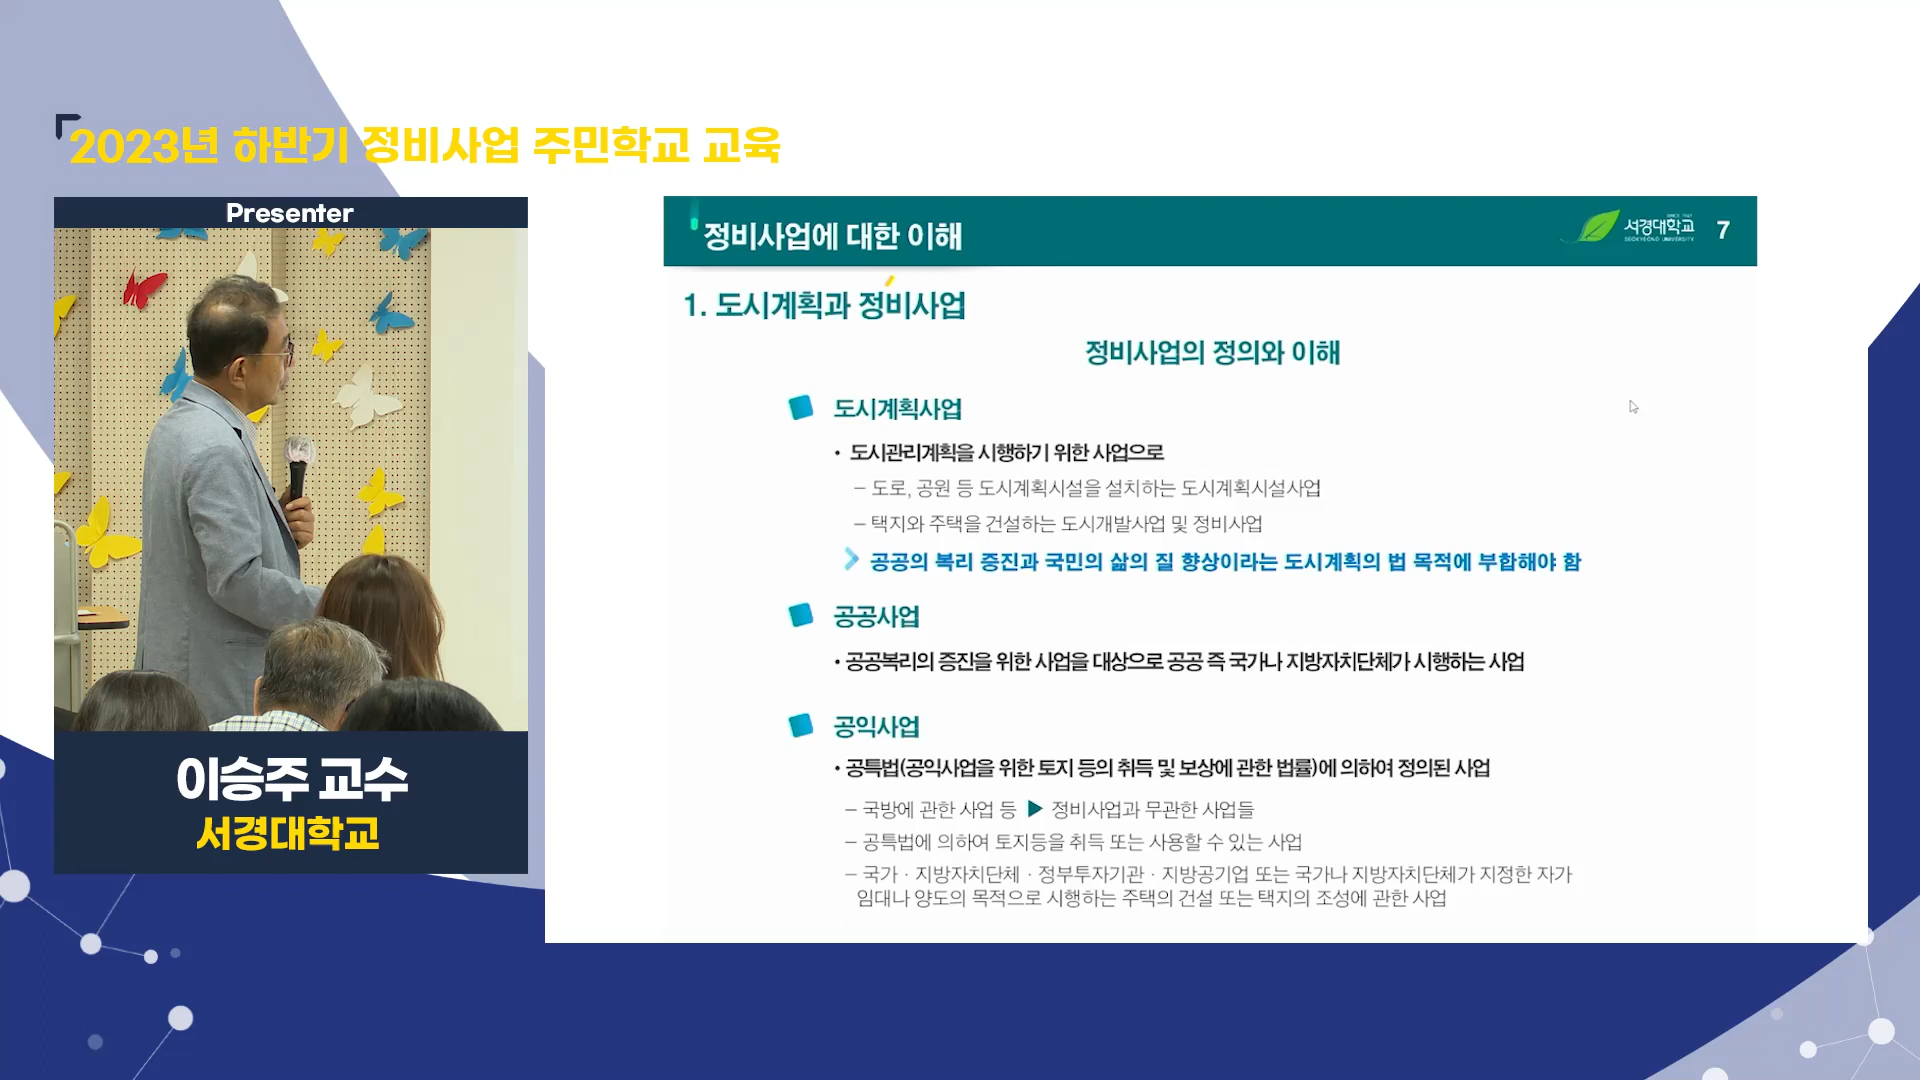 2023년 하반기 정비사업 주민학교 교육
Presenter
이승주 교수
서경대학교
정비사업에 대한 이해
SINCE 1947
서경대학교
SEOKYEONG UNIVERSITY
7
1. 도시계획과 정비사업
정비사업의 정의와 이해
도시계획사업
• 도시관리계획을 시행하기 위한 사업으로
– 도로, 공원 등 도시계획시설을 설치하는 도시계획시설사업
– 택지와 주택을 건설하는 도시개발사업 및 정비사업
공공의 복리 증진과 국민의 삶의 질 향상이라는 도시계획의 법 목적에 부합해야 함
공공사업
• 공공복리의 증진을 위한 사업을 대상으로 공공 즉 국가나 지방자치단체가 시행하는 사업
공익사업
• 공특법(공익사업을 위한 토지 등의 취득 및 보상에 관한 법률)에 의하여 정의된 사업
– 국방에 관한 사업 등 ▶ 정비사업과 무관한 사업들
– 공특법에 의하여 토지등을 취득 또는 사용할 수 있는 사업
– 국가 · 지방자치단체 · 정부투자기관 · 지방공기업 또는 국가나 지방자치단체가 지정한 자가
임대나 양도의 목적으로 시행하는 주택의 건설 또는 택지의 조성에 관한 사업